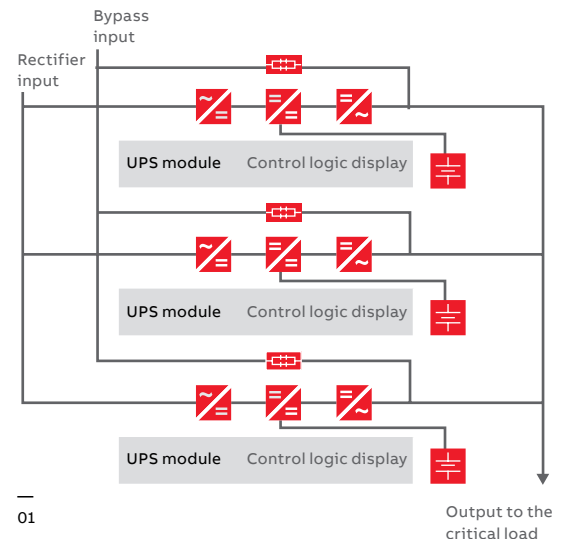 Bypass
input
Rectifier
input
UPS module Control logic display
UPS module Control logic display
UPS module Control logic display
01
Output to the
critical load